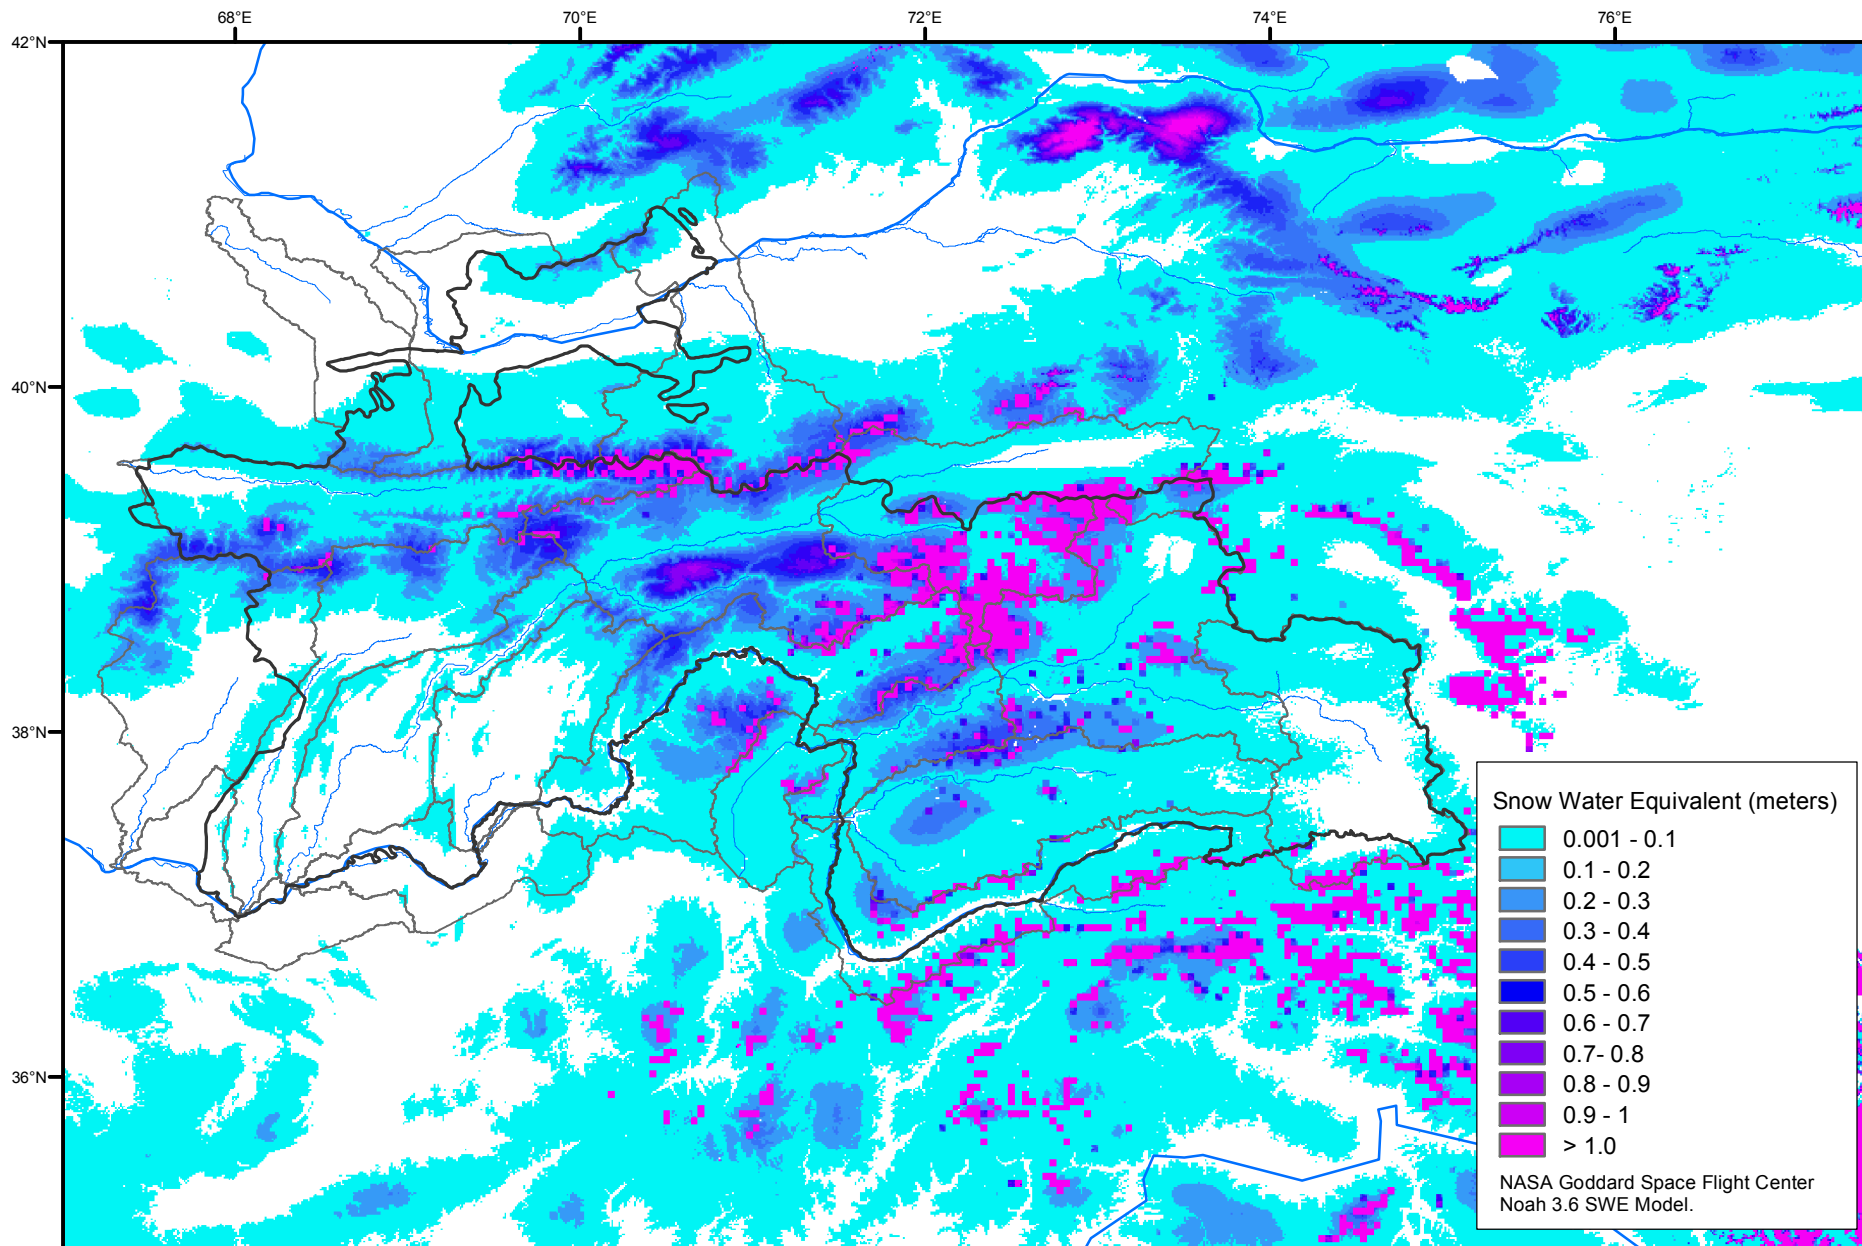 68°E 70°E 72°E 74°E 76°E
42°N
40°N
38°N
36°N
Snow Water Equivalent (meters)
0.001 - 0.1
0.1 - 0.2
0.2 - 0.3
0.3 - 0.4
0.4 - 0.5
0.5 - 0.6
0.6 - 0.7
0.7- 0.8
0.8 - 0.9
0.9 - 1
> 1.0
NASA Goddard Space Flight Center
Noah 3.6 SWE Model.